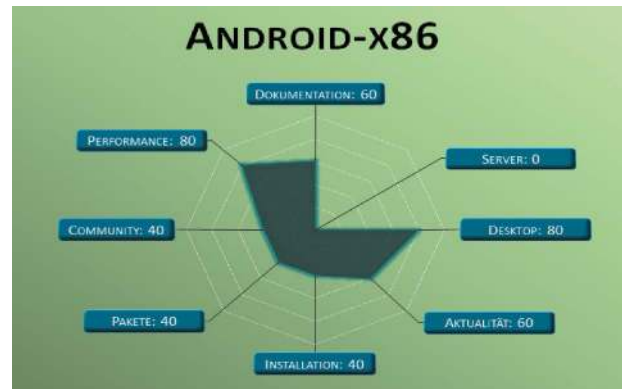 ANDROID-X86
DOKUMENTATION: 60
PERFORMANCE: 80
SERVER: 0
COMMUNITY: 40
DESKTOP: 80
PAKETE: 40
AKTUALITÄT: 60
INSTALLATION: 40